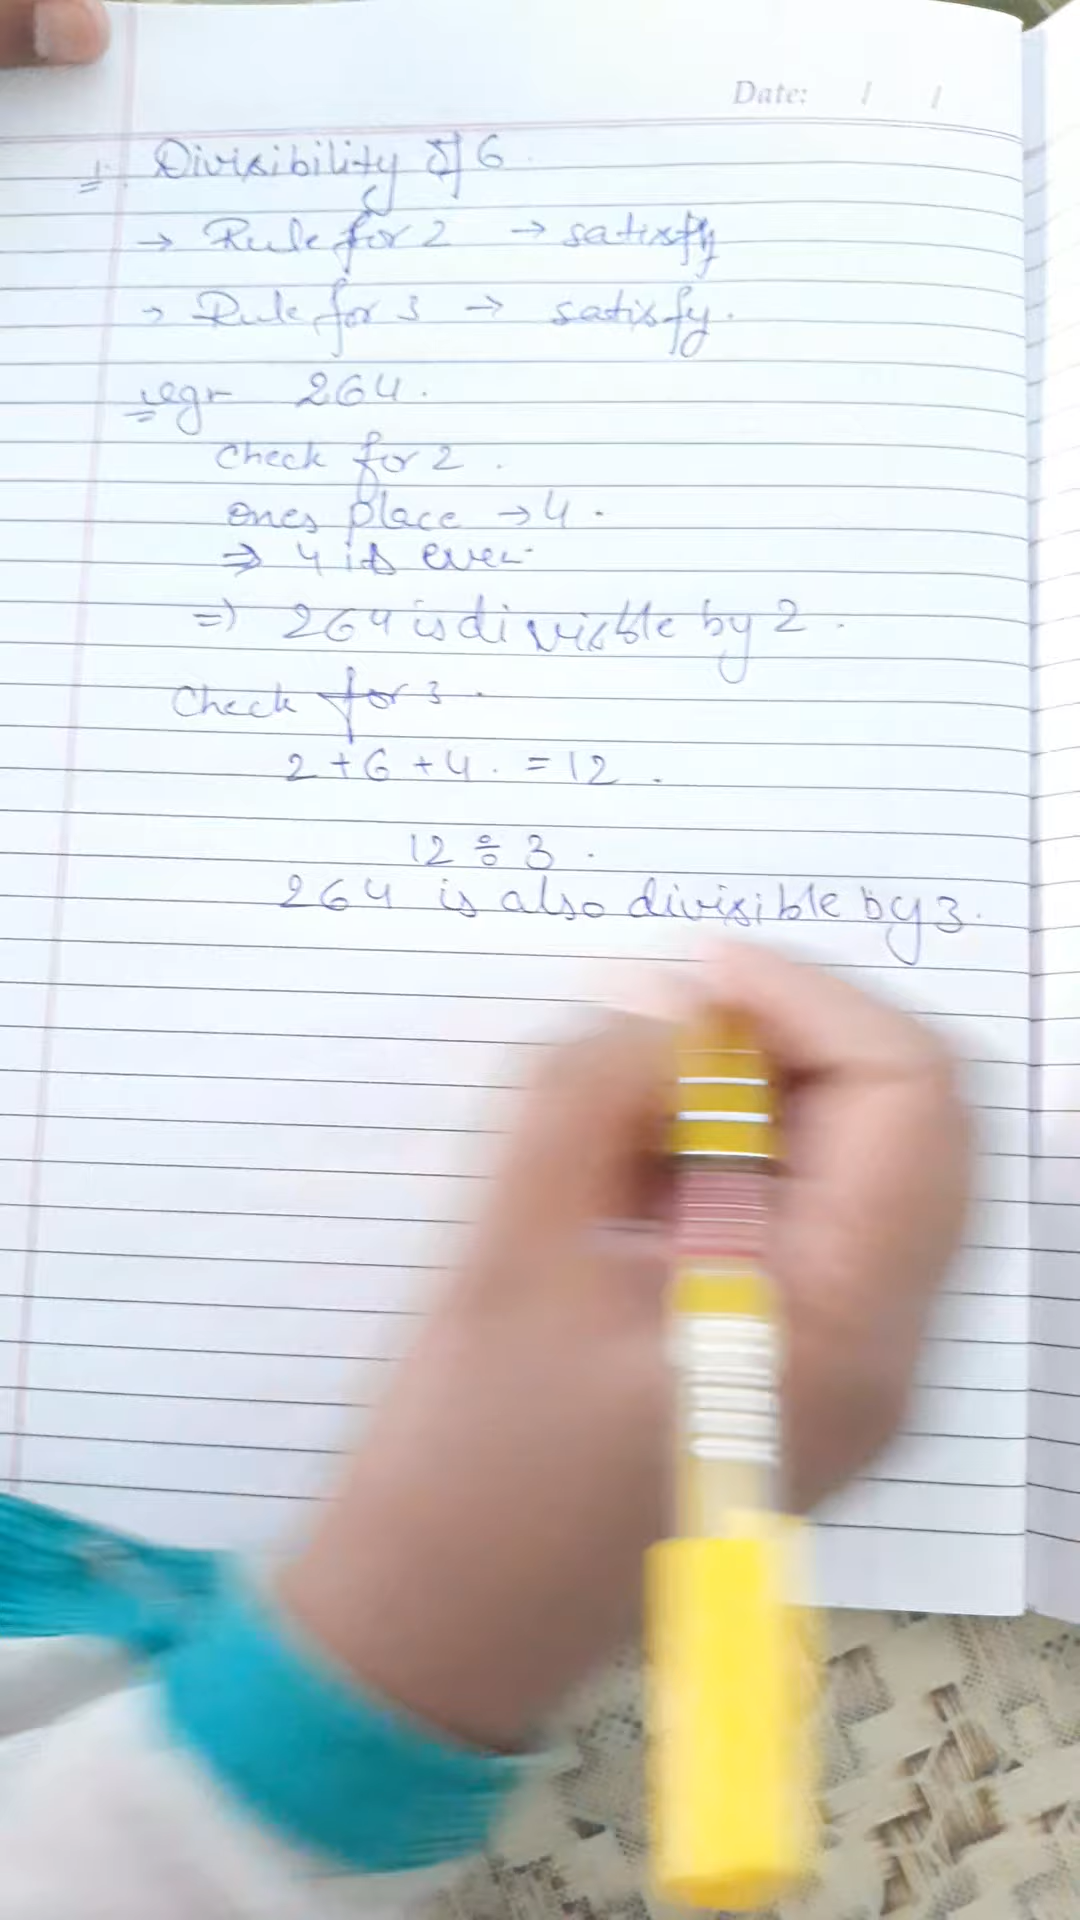 Date: / /
Divisibility of 6
→ Rule for 2 → satisfy
→ Rule for 3 → satisfy.
eg:- 264.
Check for 2.
ones place → 4.
⇒ 4 is even
⇒ 264 is divisible by 2.
Check for 3.
2 + 6 + 4. = 12.
12 ÷ 3.
264 is also divisible by 3.